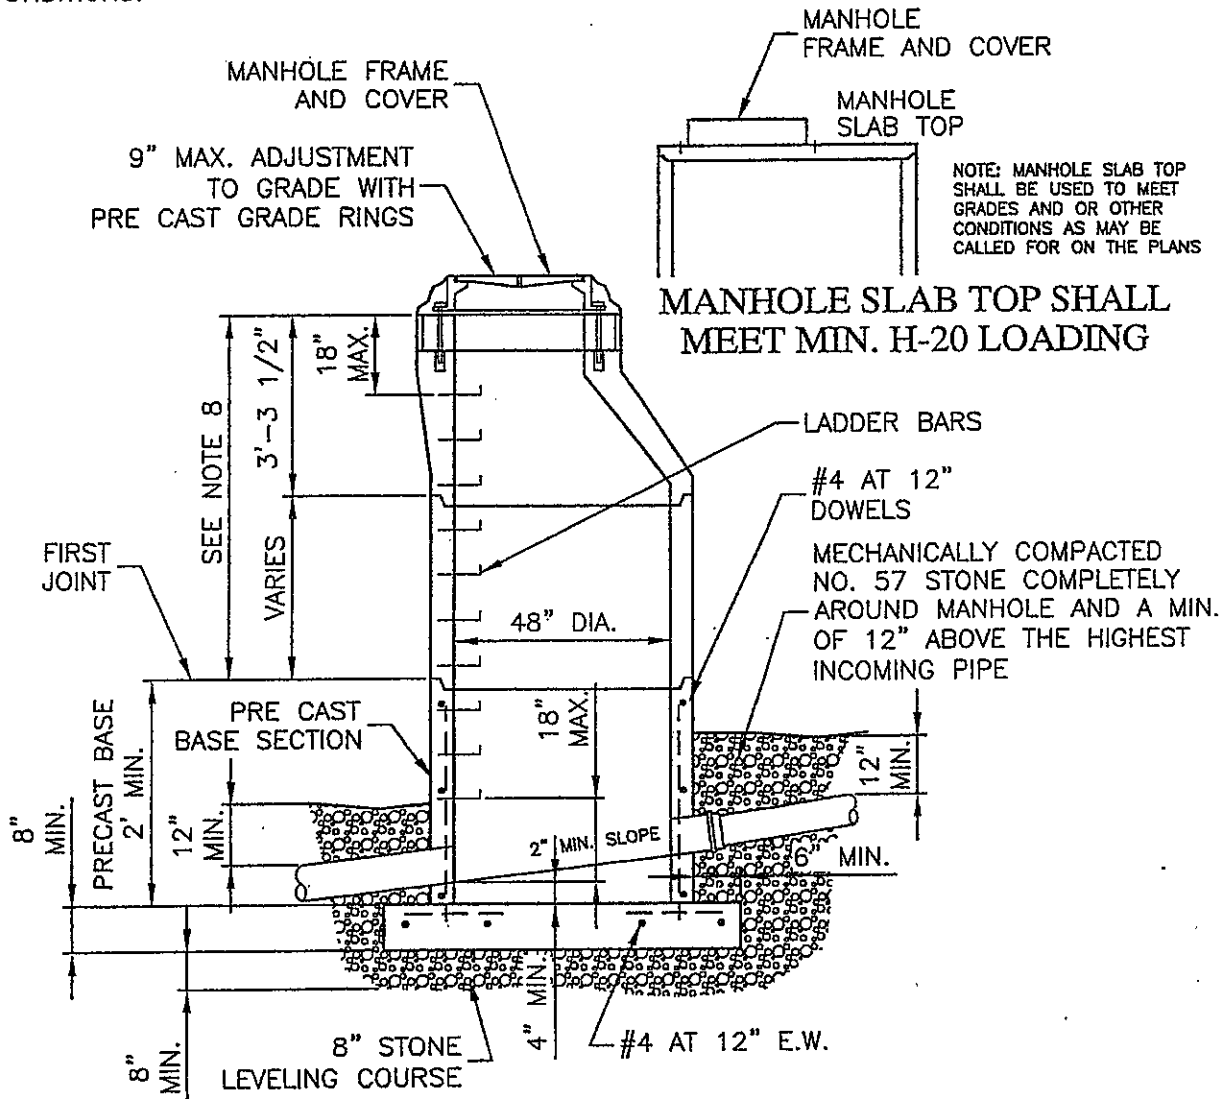 MANHOLE
FRAME AND COVER
MANHOLE FRAME
AND COVER
MANHOLE
SLAB TOP
9" MAX. ADJUSTMENT
TO GRADE WITH
PRE CAST GRADE RINGS
NOTE: MANHOLE SLAB TOP
SHALL BE USED TO MEET
GRADES AND OR OTHER
CONDITIONS AS MAY BE
CALLED FOR ON THE PLANS
MANHOLE SLAB TOP SHALL
MEET MIN. H-20 LOADING
SEE NOTE 8
3'-3 1/2"
18"
MAX.
LADDER BARS
#4 AT 12"
DOWELS
FIRST
JOINT
VARIES
48" DIA.
MECHANICALLY COMPACTED
NO. 57 STONE COMPLETELY
AROUND MANHOLE AND A MIN.
OF 12" ABOVE THE HIGHEST
INCOMING PIPE
PRECAST BASE
2' MIN.
PRE CAST
BASE SECTION
18"
MAX.
12"
MIN.
8"
MIN.
12"
MIN.
2" MIN. SLOPE
6" MIN.
4" MIN.
8"
MIN.
8" STONE
LEVELING COURSE
#4 AT 12" E.W.